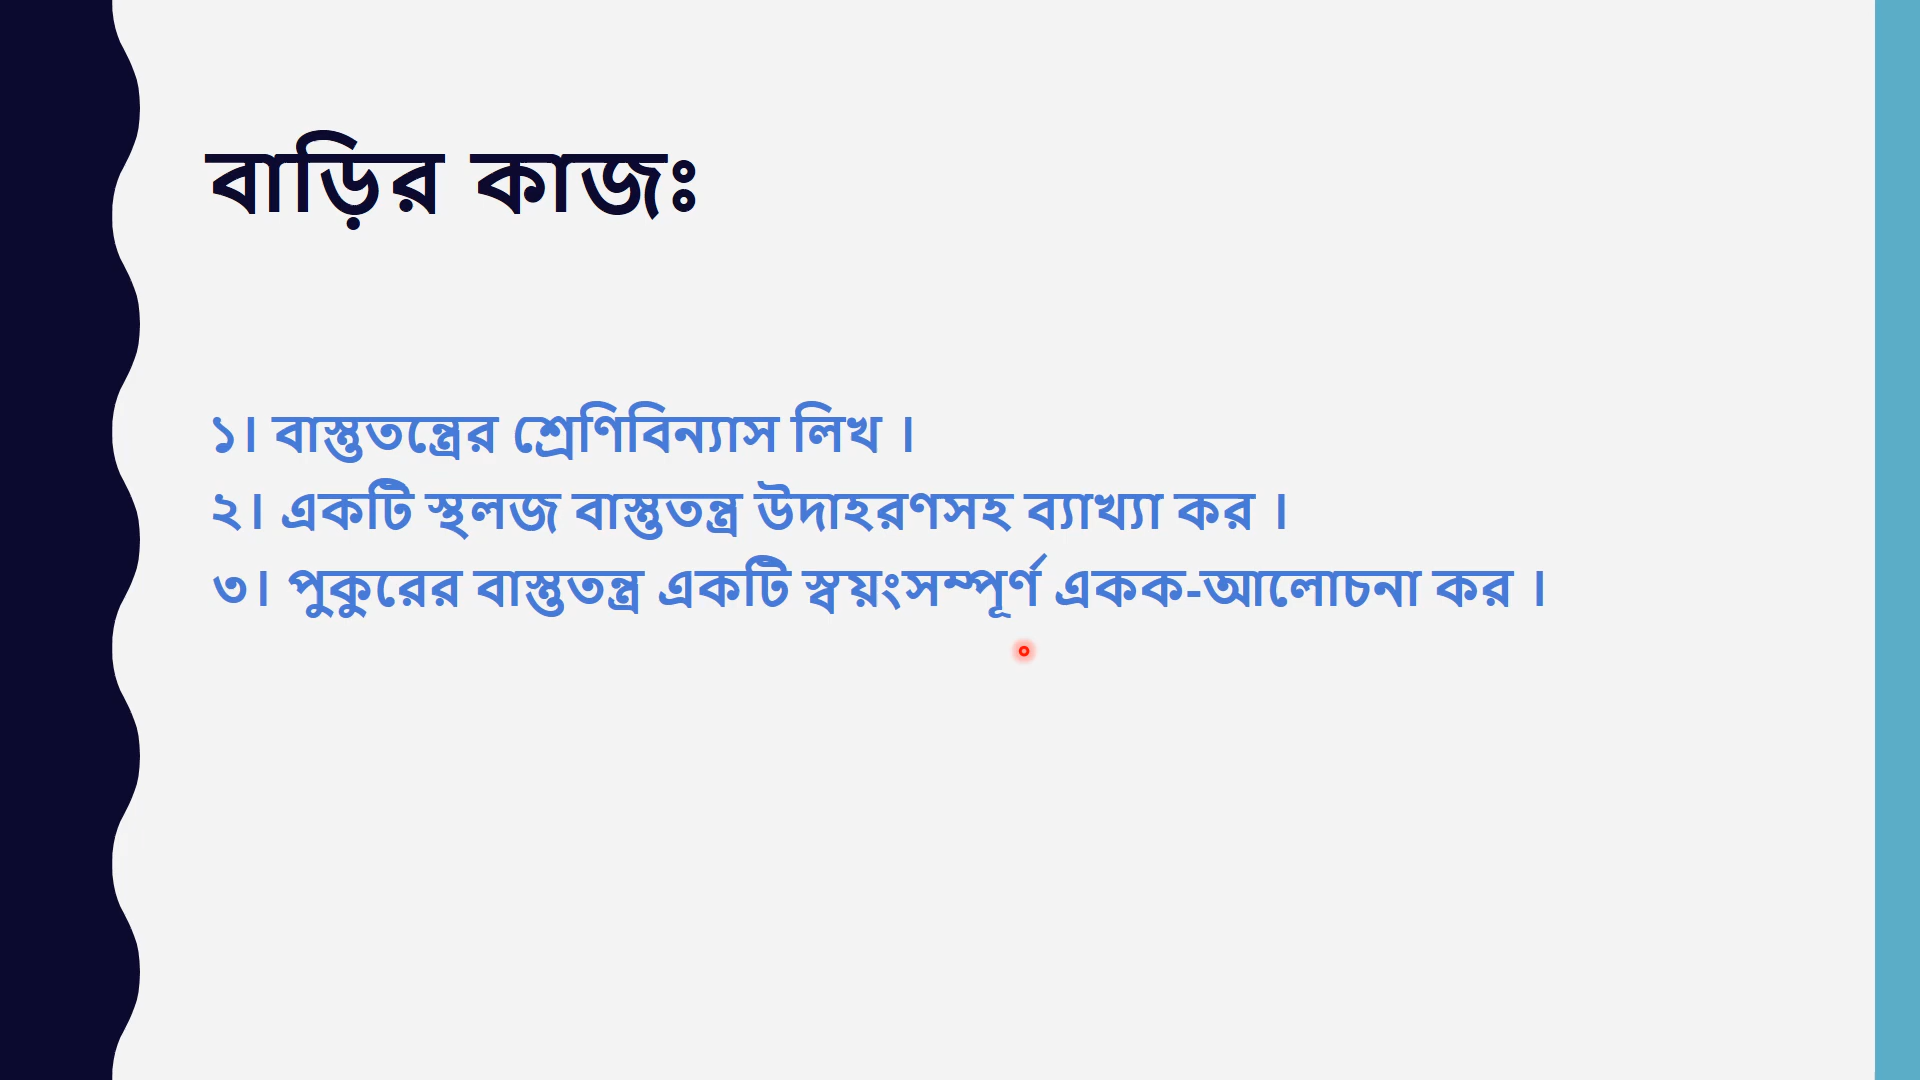 বাড়ির কাজঃ
১। বাস্তুতন্ত্রের শ্রেণিবিন্যাস লিখ ।
২। একটি স্থলজ বাস্তুতন্ত্র উদাহরণসহ ব্যাখ্যা কর ।
৩। পুকুরের বাস্তুতন্ত্র একটি স্বয়ংসম্পূর্ণ একক-আলোচনা কর ।